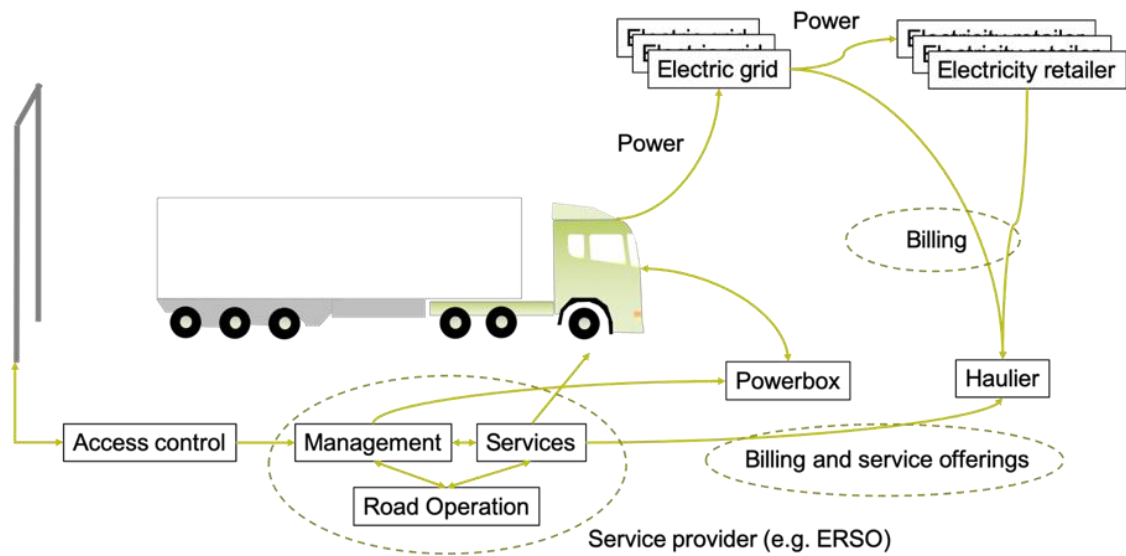 Power
Electric grid
Electricity retailer
Power
Billing
Powerbox
Haulier
Access control
Management
Services
Billing and service offerings
Road Operation
Service provider (e.g. ERSO)